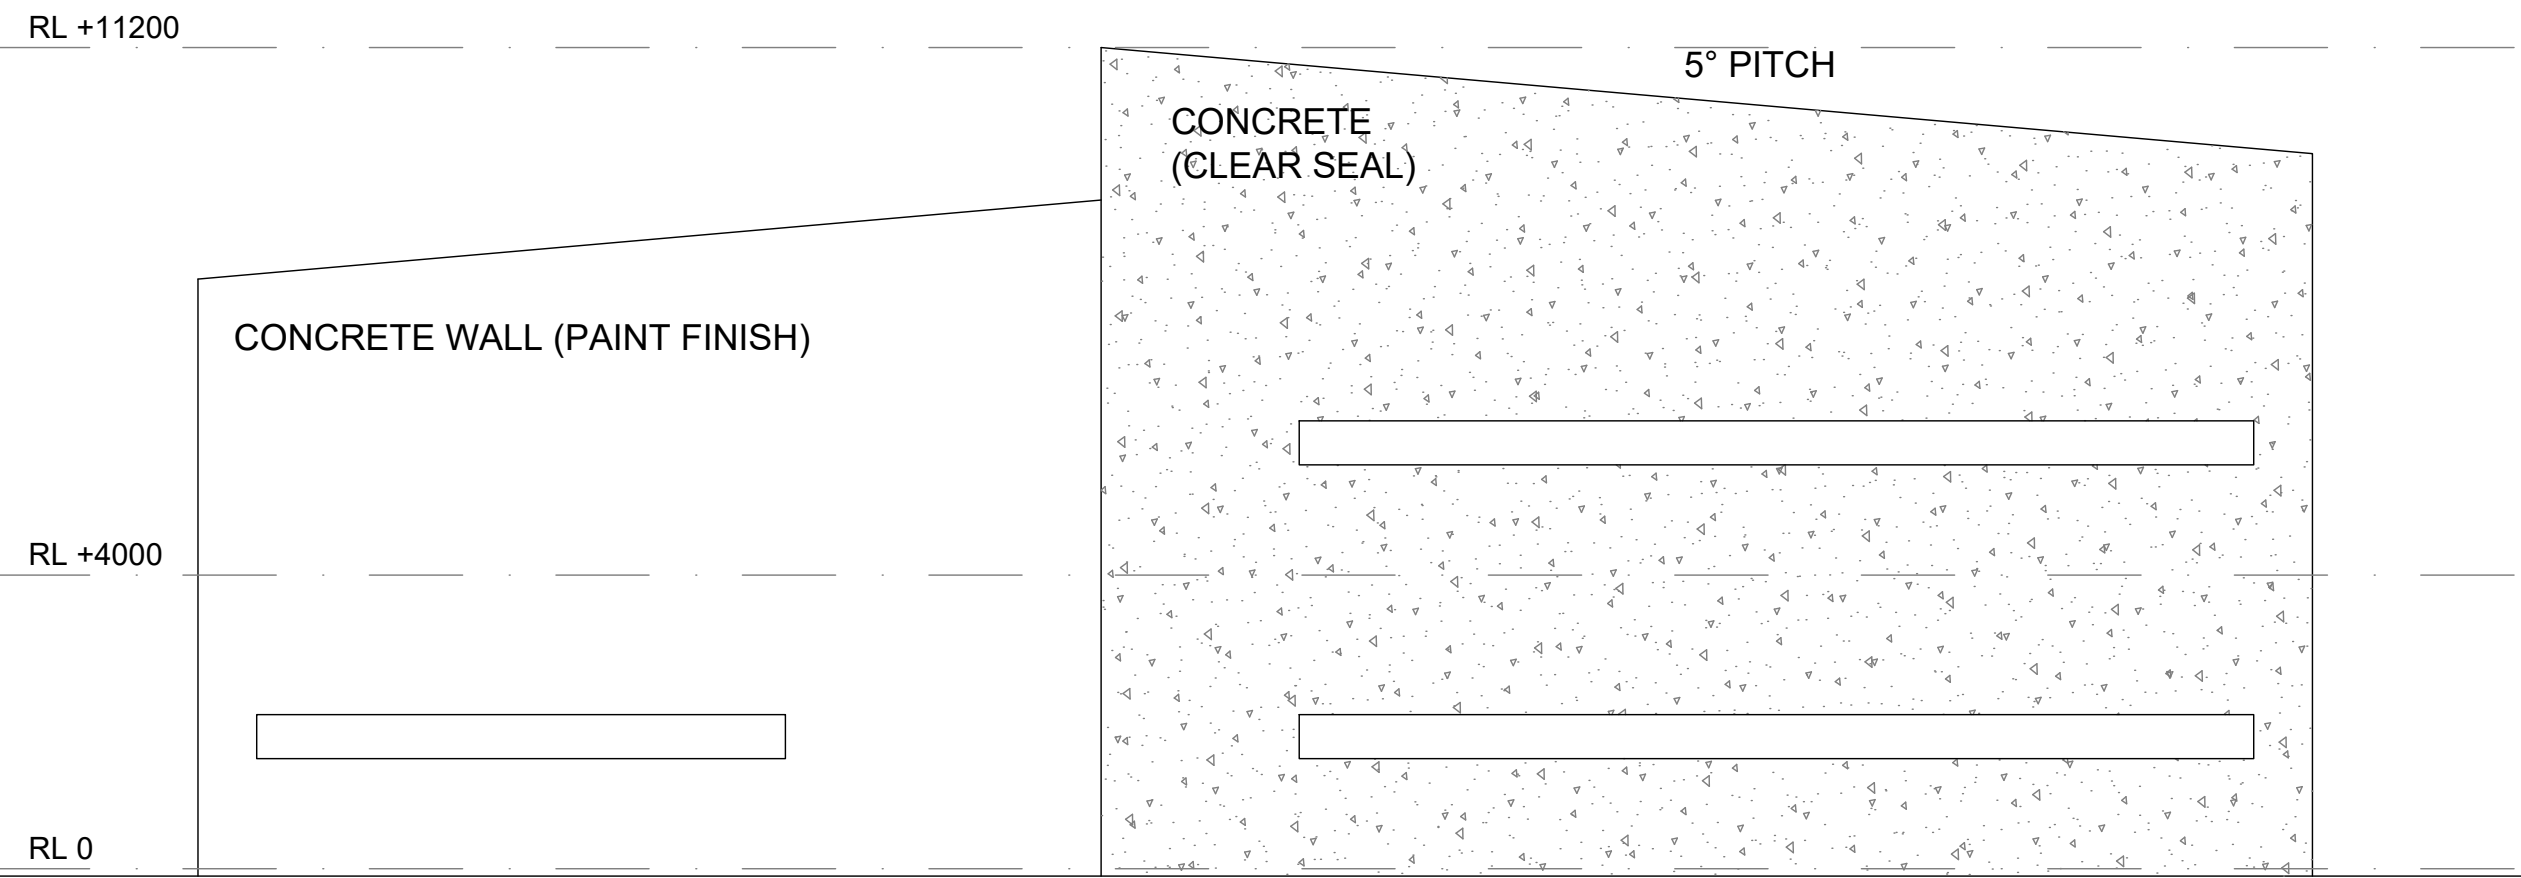 RL +11200
5° PITCH
CONCRETE
(CLEAR SEAL)
CONCRETE WALL (PAINT FINISH)
RL +4000
RL 0